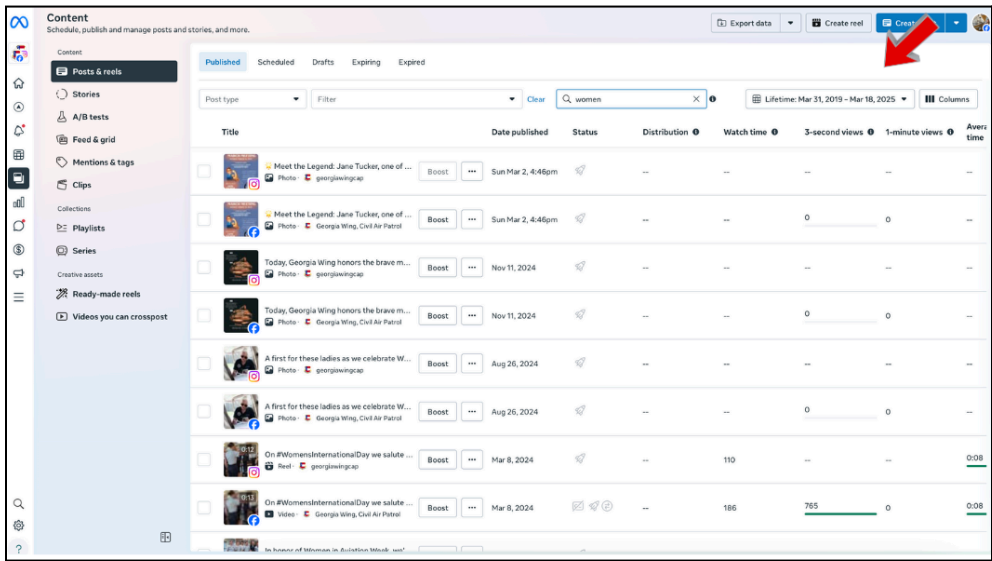 Content
Schedule, publish and manage posts and stories, and more.
Export data
Create reel
Content
Posts & reels
Stories
A/B tests
Feed & grid
Mentions & tags
Clips
Collections
Playlists
Series
Creative assets
Ready-made reels
Videos you can crosspost
Published Scheduled Drafts Expiring Expired
Post type Filter Clear women Lifetime: Mar 31, 2019 – Mar 18, 2025 Columns
Title Date published Status Distribution Watch time 3-second views 1-minute views
time
Meet the Legend: Jane Tucker, one of ...
Photo · georgiawingcap
Boost ... Sun Mar 2, 4:46pm -- -- -- -- --
Meet the Legend: Jane Tucker, one of ...
Photo · Georgia Wing, Civil Air Patrol
Boost ... Sun Mar 2, 4:46pm -- -- 0 0 --
Today, Georgia Wing honors the brave m...
Photo · georgiawingcap
Boost ... Nov 11, 2024 -- -- -- -- --
Today, Georgia Wing honors the brave m...
Photo · Georgia Wing, Civil Air Patrol
Boost ... Nov 11, 2024 -- -- 0 0 --
A first for these ladies as we celebrate W...
Photo · georgiawingcap
Boost ... Aug 26, 2024 -- -- -- -- --
A first for these ladies as we celebrate W...
Photo · Georgia Wing, Civil Air Patrol
Boost ... Aug 26, 2024 -- -- 0 0 --
0:12
On #WomensInternationalDay we salute ...
Reel · georgiawingcap
Boost ... Mar 8, 2024 -- 110 -- -- 0:08
0:13
On #WomensInternationalDay we salute ...
Video · Georgia Wing, Civil Air Patrol
Boost ... Mar 8, 2024 -- 186 765 0 0:08
In honor of Women in Aviation Week, we'